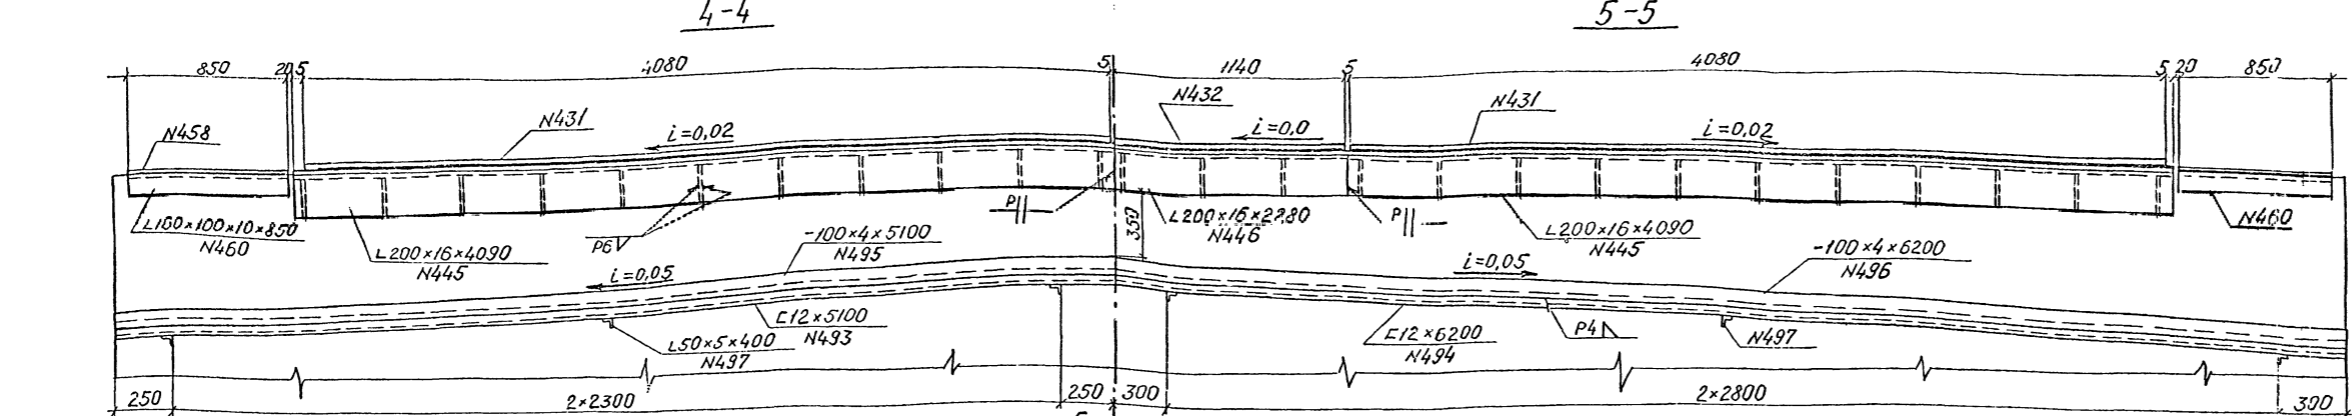 4-4
5-5
850 20 5 4080 5 1140 5 4080 5 20 850
N458
N431
i=0,02
N432
i=0,0
N431
i=0,02
L160×100×10×850
N460
L200×16×4090
N445
P6
-100×4×5100
N495
P
350
L200×16×2280
N446
P
L200×16×4090
N445
-100×4×6200
N496
N460
i=0,05
i=0,05
[12×5100
N493
L50×5×400
N497
[12×6200
N494
P4
N497
250 2×2300 250 300 2×2800 300